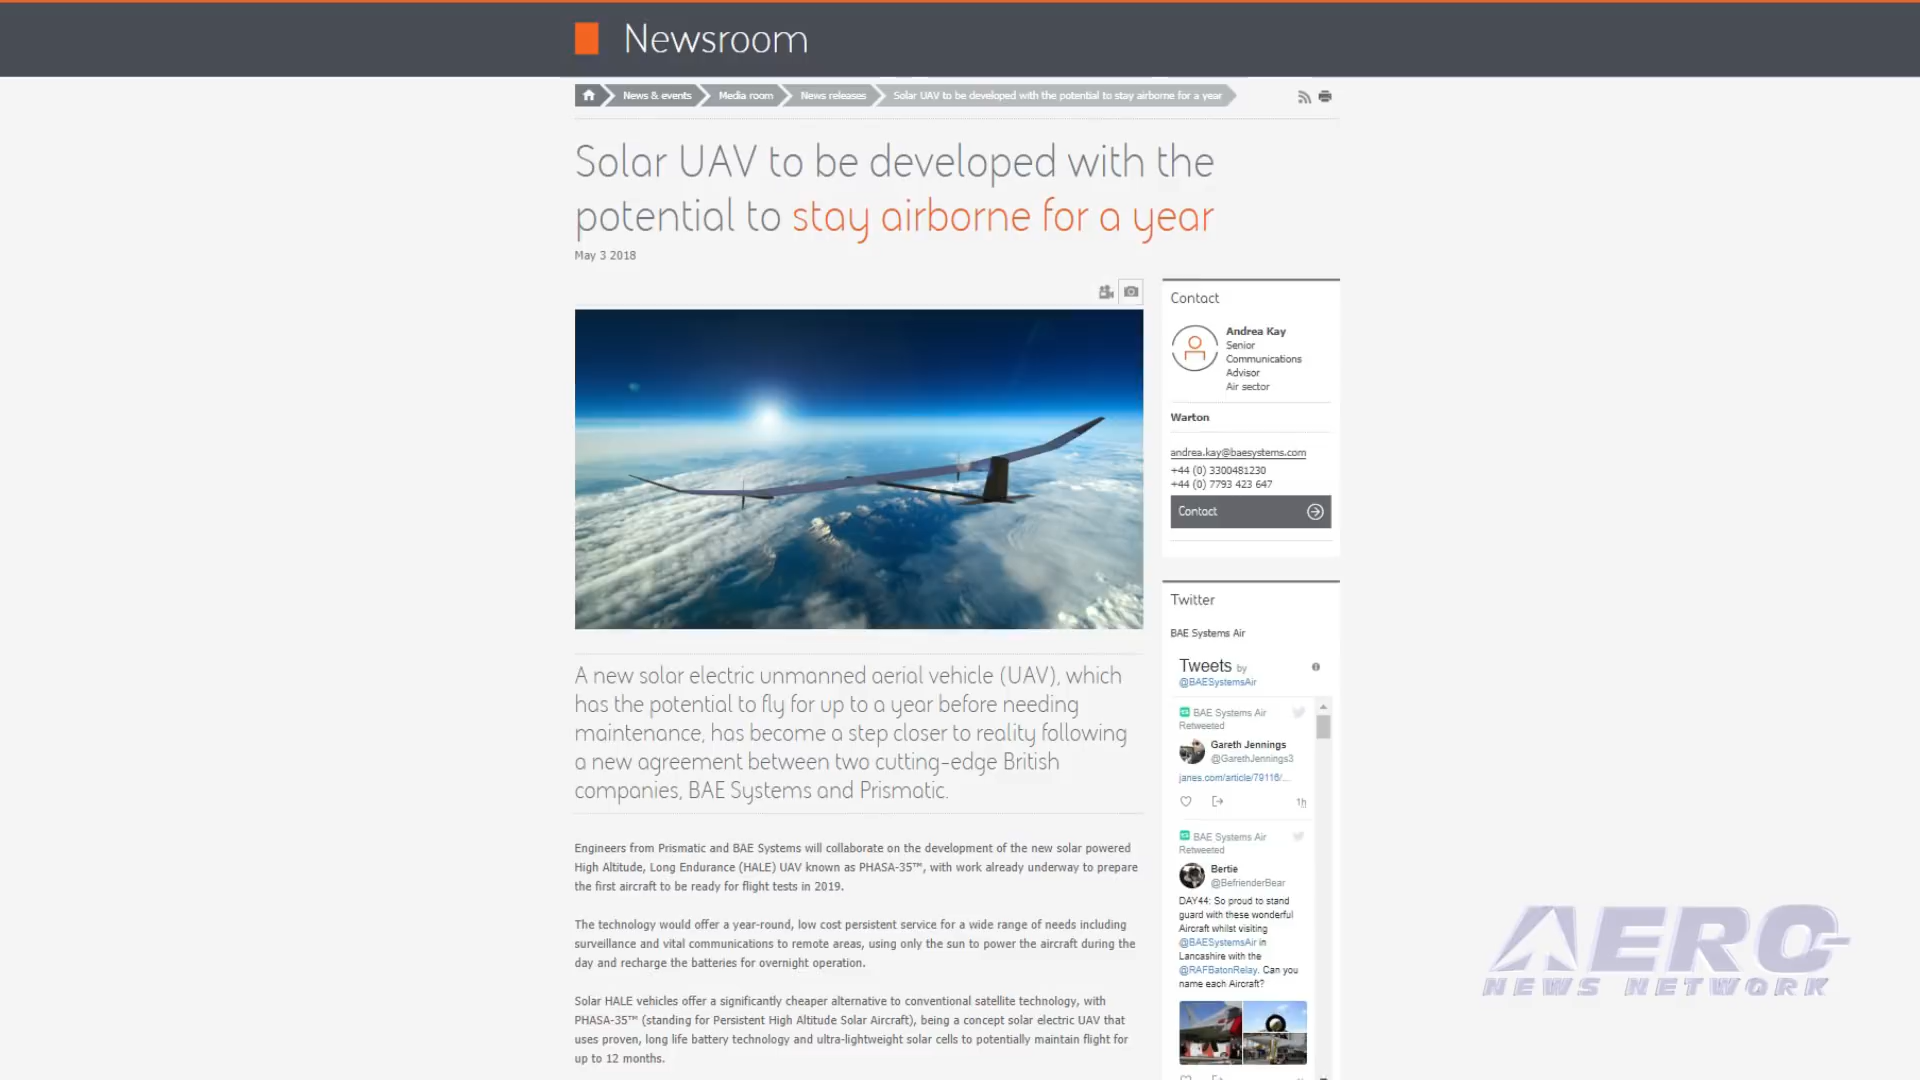 Newsroom
News & events
Media room
News releases
Solar UAV to be developed with the potential to stay airborne for a year
Solar UAV to be developed with the
potential to stay airborne for a year
May 3 2018
A new solar electric unmanned aerial vehicle (UAV), which
has the potential to fly for up to a year before needing
maintenance, has become a step closer to reality following
a new agreement between two cutting-edge British
companies, BAE Systems and Prismatic.
Engineers from Prismatic and BAE Systems will collaborate on the development of the new solar powered
High Altitude, Long Endurance (HALE) UAV known as PHASA-35™, with work already underway to prepare
the first aircraft to be ready for flight tests in 2019.
The technology would offer a year-round, low cost persistent service for a wide range of needs including
surveillance and vital communications to remote areas, using only the sun to power the aircraft during the
day and recharge the batteries for overnight operation.
Solar HALE vehicles offer a significantly cheaper alternative to conventional satellite technology, with
PHASA-35™ (standing for Persistent High Altitude Solar Aircraft), being a concept solar electric UAV that
uses proven, long life battery technology and ultra-lightweight solar cells to potentially maintain flight for
up to 12 months.
Contact
Andrea Kay
Senior
Communications
Advisor
Air sector
Warton
andrea.kay@baesystems.com
+44 (0) 3300481230
+44 (0) 7793 423 647
Contact
Twitter
BAE Systems Air
Tweets by
@BAESystemsAir
BAE Systems Air
Retweeted
Gareth Jennings
@GarethJennings3
janes.com/article/79116/...
1h
BAE Systems Air
Retweeted
Bertie
@BefrienderBear
DAY44: So proud to stand
guard with these wonderful
Aircraft whilst visiting
@BAESystemsAir in
Lancashire with the
@RAFBatonRelay. Can you
name each Aircraft?
AERO
NEWS NETWORK